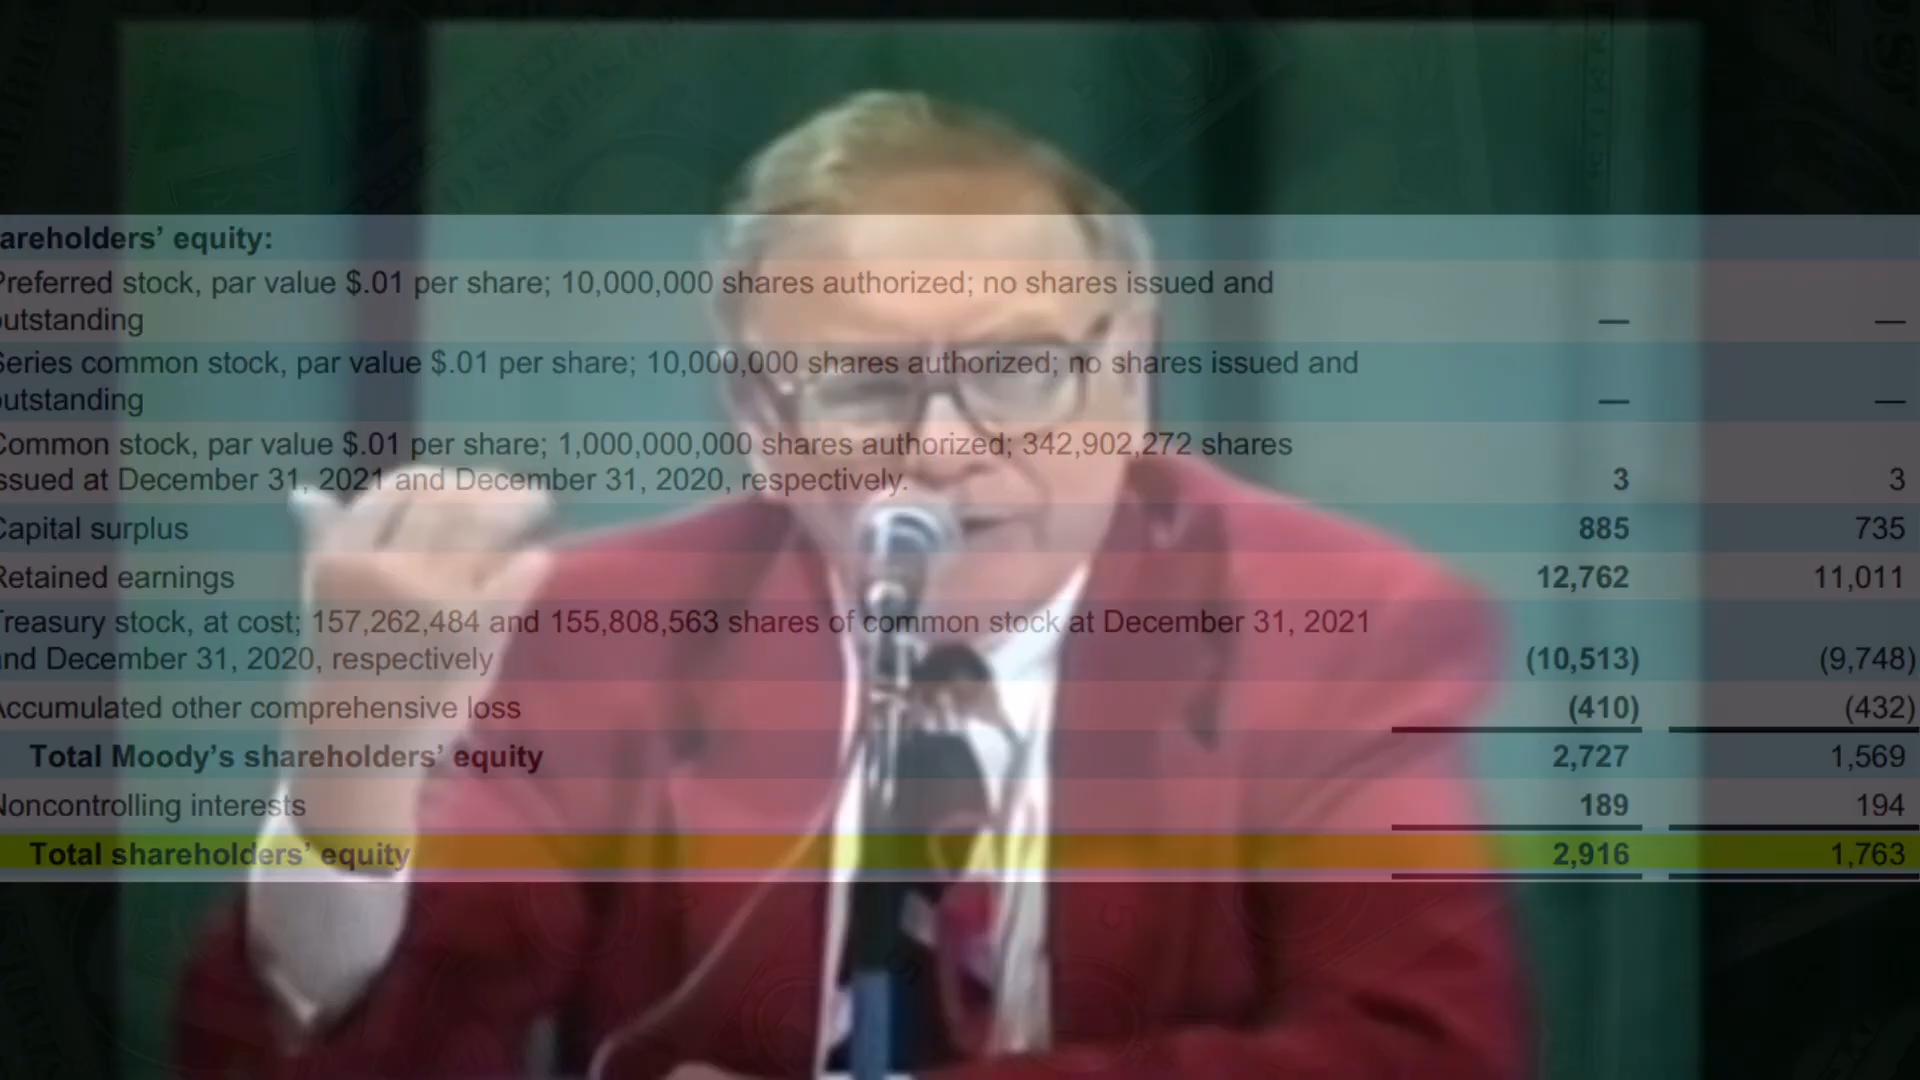 areholders’ equity:
Preferred stock, par value $.01 per share; 10,000,000 shares authorized; no shares issued and
outstanding — —
Series common stock, par value $.01 per share; 10,000,000 shares authorized; no shares issued and
outstanding — —
Common stock, par value $.01 per share; 1,000,000,000 shares authorized; 342,902,272 shares
issued at December 31, 2021 and December 31, 2020, respectively. 3 3
Capital surplus 885 735
Retained earnings 12,762 11,011
Treasury stock, at cost; 157,262,484 and 155,808,563 shares of common stock at December 31, 2021
and December 31, 2020, respectively (10,513) (9,748)
Accumulated other comprehensive loss (410) (432)
Total Moody’s shareholders’ equity 2,727 1,569
Noncontrolling interests 189 194
Total shareholders’ equity 2,916 1,763